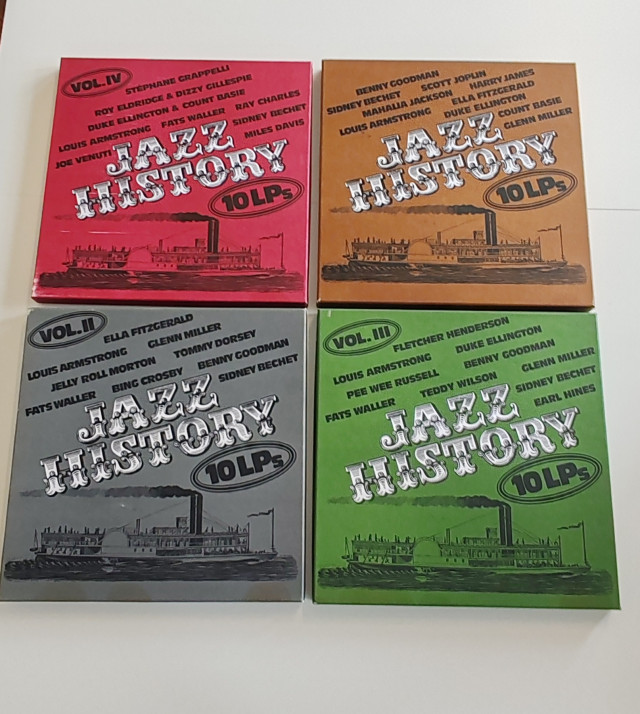 VOL.IV
STÉPHANE GRAPPELLI
ROY ELDRIDGE & DIZZY GILLESPIE
DUKE ELLINGTON & COUNT BASIE
LOUIS ARMSTRONG FATS WALLER RAY CHARLES
JOE VENUTI SIDNEY BECHET
MILES DAVIS
JAZZ
HISTORY
10 LPs
BENNY GOODMAN
SIDNEY BECHET SCOTT JOPLIN HARRY JAMES
MAHALIA JACKSON ELLA FITZGERALD
LOUIS ARMSTRONG DUKE ELLINGTON COUNT BASIE
GLENN MILLER
JAZZ
HISTORY
10 LPs
VOL.II
ELLA FITZGERALD
LOUIS ARMSTRONG GLENN MILLER
JELLY ROLL MORTON TOMMY DORSEY
FATS WALLER BING CROSBY BENNY GOODMAN
SIDNEY BECHET
JAZZ
HISTORY
10 LPs
VOL.III
FLETCHER HENDERSON
LOUIS ARMSTRONG DUKE ELLINGTON
PEE WEE RUSSELL BENNY GOODMAN
FATS WALLER TEDDY WILSON GLENN MILLER
SIDNEY BECHET
EARL HINES
JAZZ
HISTORY
10 LPs